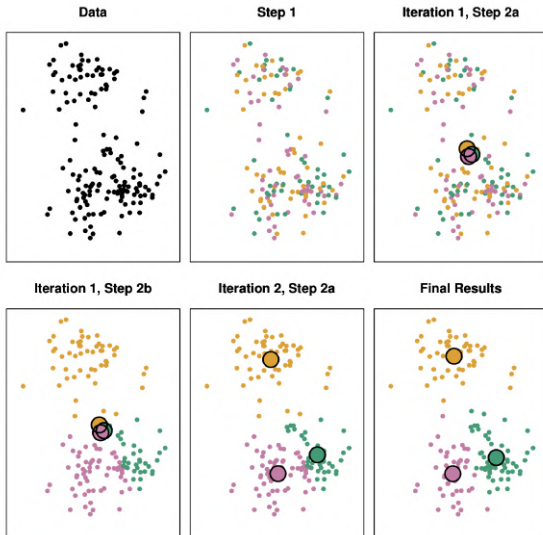 Data
Step 1
Iteration 1, Step 2a
Iteration 1, Step 2b
Iteration 2, Step 2a
Final Results